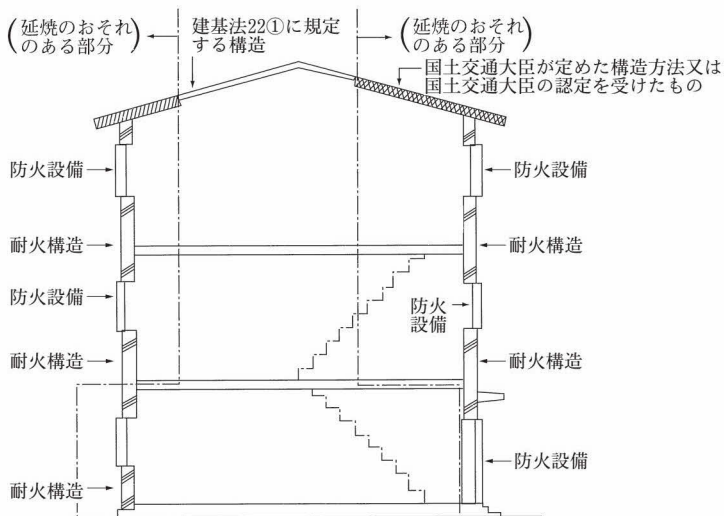 (延焼のおそれ
のある部分)
建基法22①に規定
する構造
(延焼のおそれ
のある部分)
国土交通大臣が定めた構造方法又は
国土交通大臣の認定を受けたもの
防火設備
防火設備
耐火構造
耐火構造
防火設備
防火
設備
耐火構造
耐火構造
防火設備
耐火構造